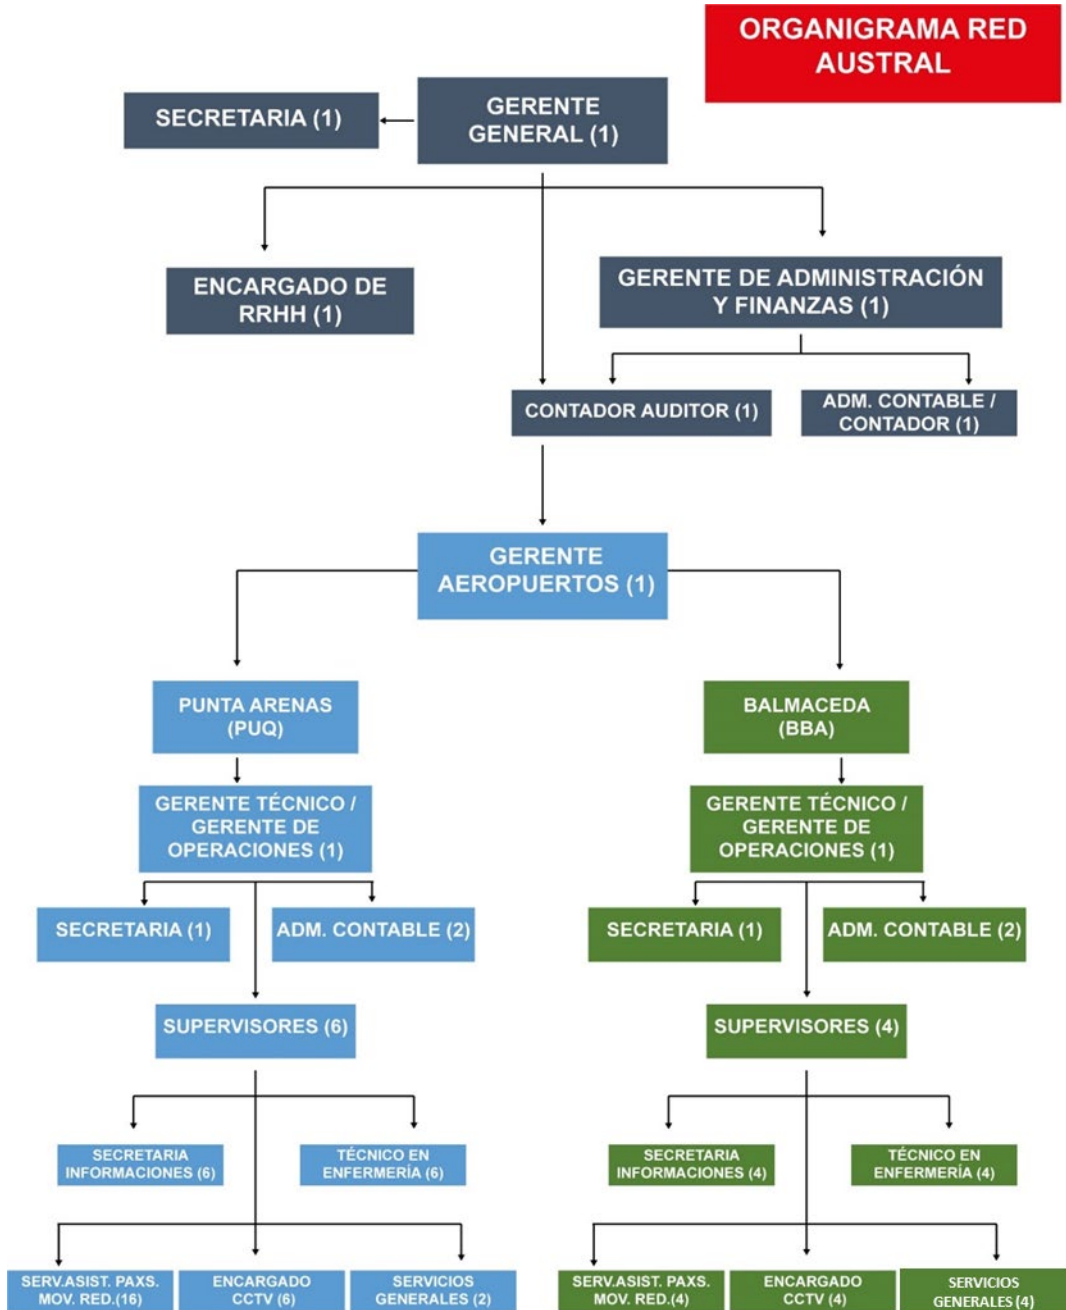 ORGANIGRAMA RED
AUSTRAL
GERENTE
GENERAL (1)
SECRETARIA (1)
ENCARGADO DE
RRHH (1)
GERENTE DE ADMINISTRACIÓN
Y FINANZAS (1)
CONTADOR AUDITOR (1)
ADM. CONTABLE /
CONTADOR (1)
GERENTE
AEROPUERTOS (1)
PUNTA ARENAS
(PUQ)
BALMACEDA
(BBA)
GERENTE TÉCNICO /
GERENTE DE
OPERACIONES (1)
GERENTE TÉCNICO /
GERENTE DE
OPERACIONES (1)
SECRETARIA (1)
ADM. CONTABLE (2)
SECRETARIA (1)
ADM. CONTABLE (2)
SUPERVISORES (6)
SUPERVISORES (4)
SECRETARIA
INFORMACIONES (6)
TÉCNICO EN
ENFERMERÍA (6)
SECRETARIA
INFORMACIONES (4)
TÉCNICO EN
ENFERMERÍA (4)
SERV.ASIST. PAXS.
MOV. RED.(16)
ENCARGADO
CCTV (6)
SERVICIOS
GENERALES (2)
SERV.ASIST. PAXS.
MOV. RED.(4)
ENCARGADO
CCTV (4)
SERVICIOS
GENERALES (4)